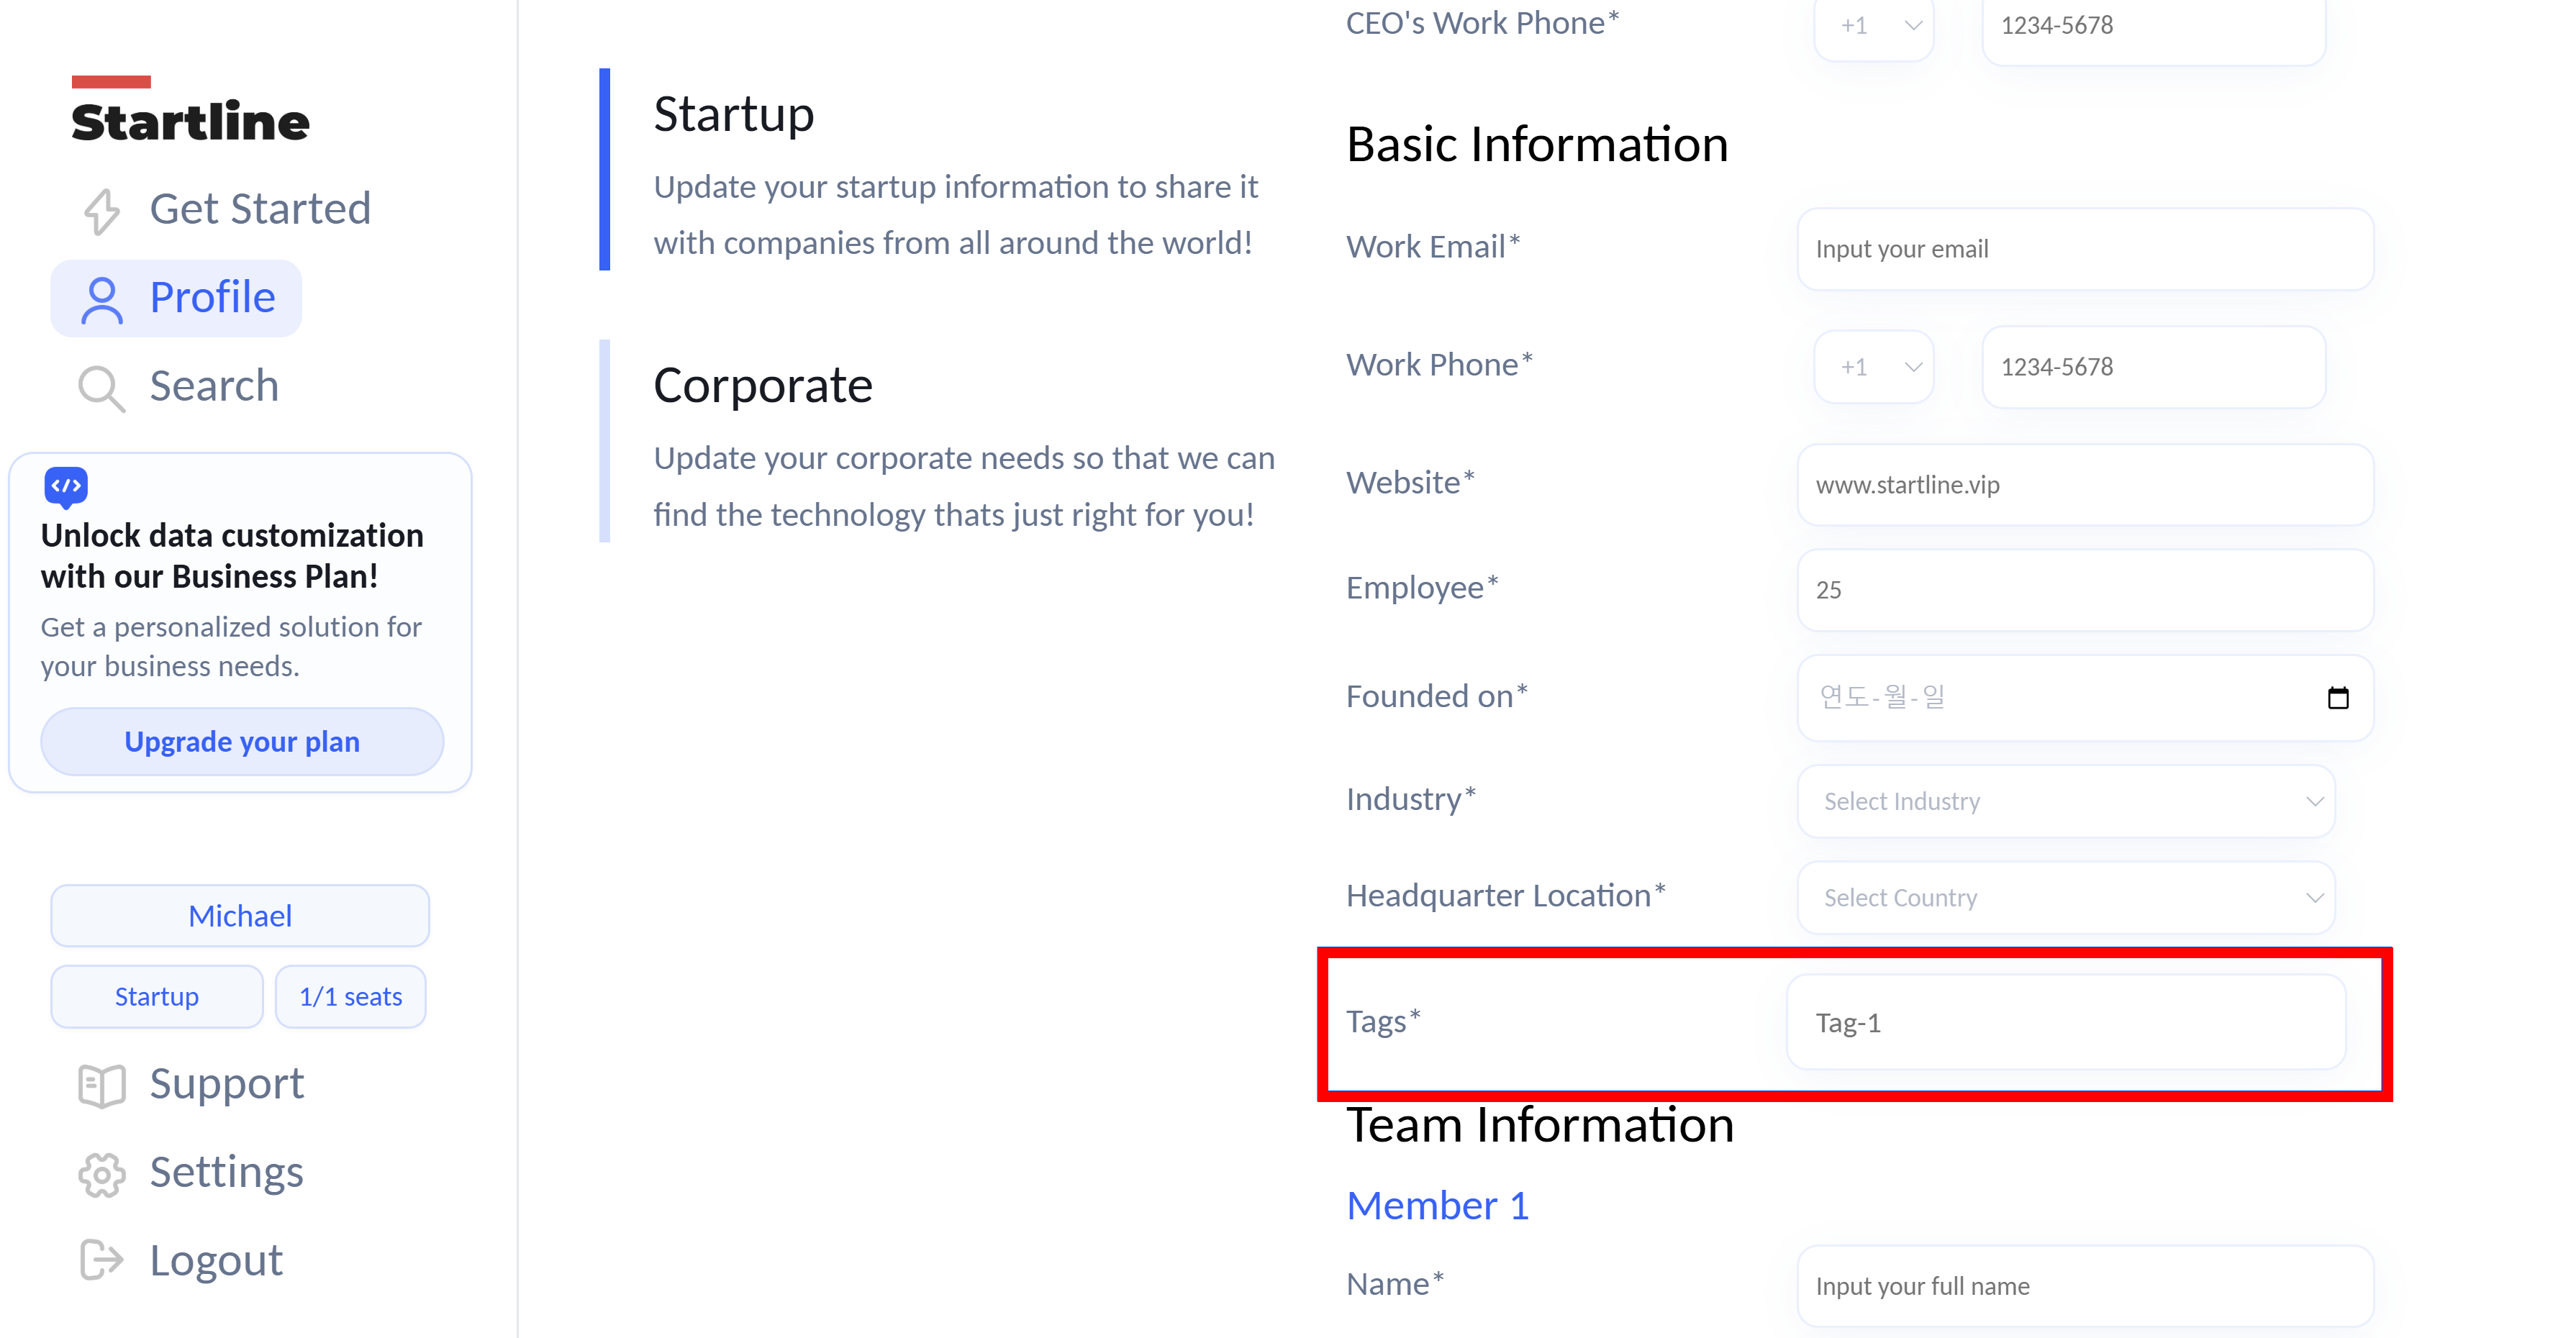 Startline
Get Started
Profile
Search
</>
Unlock data customization
with our Business Plan!
Get a personalized solution for
your business needs.
Upgrade your plan
Michael
Startup
1/1 seats
Support
Settings
Logout
Startup
Update your startup information to share it
with companies from all around the world!
Corporate
Update your corporate needs so that we can
find the technology thats just right for you!
CEO's Work Phone* +1 1234-5678
Basic Information
Work Email* Input your email
Work Phone* +1 1234-5678
Website* www.startline.vip
Employee* 25
Founded on* 연도-월-일
Industry* Select Industry
Headquarter Location* Select Country
Tags* Tag-1
Team Information
Member 1
Name* Input your full name